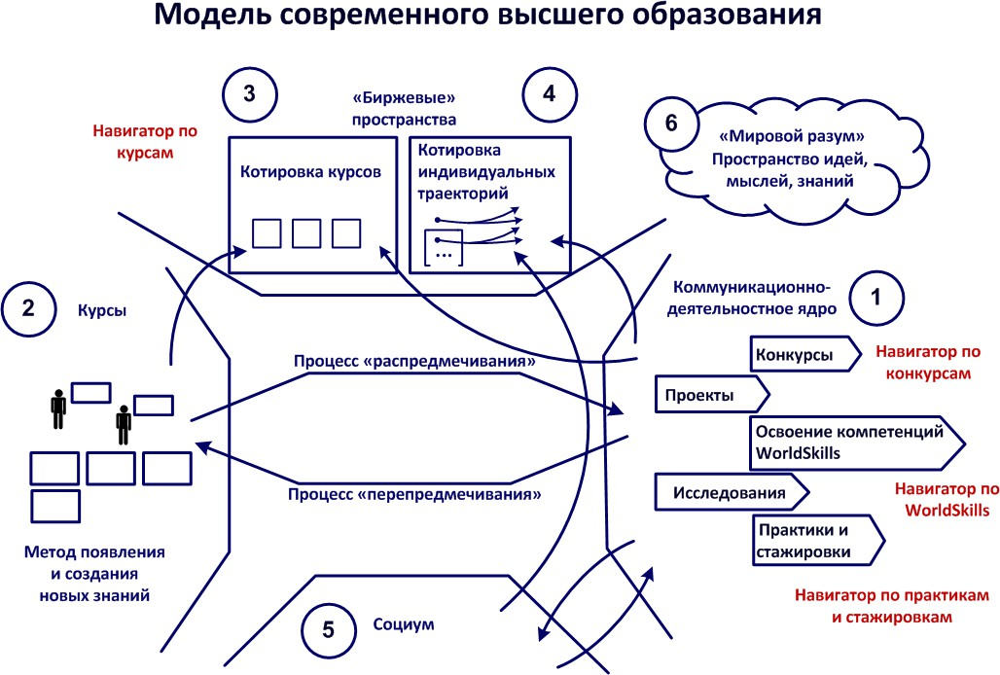 Модель современного высшего образования
3
«Биржевые»
пространства
4
6
«Мировой разум»
Пространство идей,
мыслей, знаний
Навигатор по
курсам
Котировка курсов
Котировка
индивидуальных
траекторий
...
2
Курсы
Коммуникационно-
деятельностное ядро
1
Процесс «распредмечивания»
Конкурсы
Навигатор по
конкурсам
Проекты
Освоение компетенций
WorldSkills
Исследования
Навигатор по
WorldSkills
Процесс «перепредмечивания»
Практики и
стажировки
Метод появления
и создания
новых знаний
Навигатор по практикам
и стажировкам
5
Социум